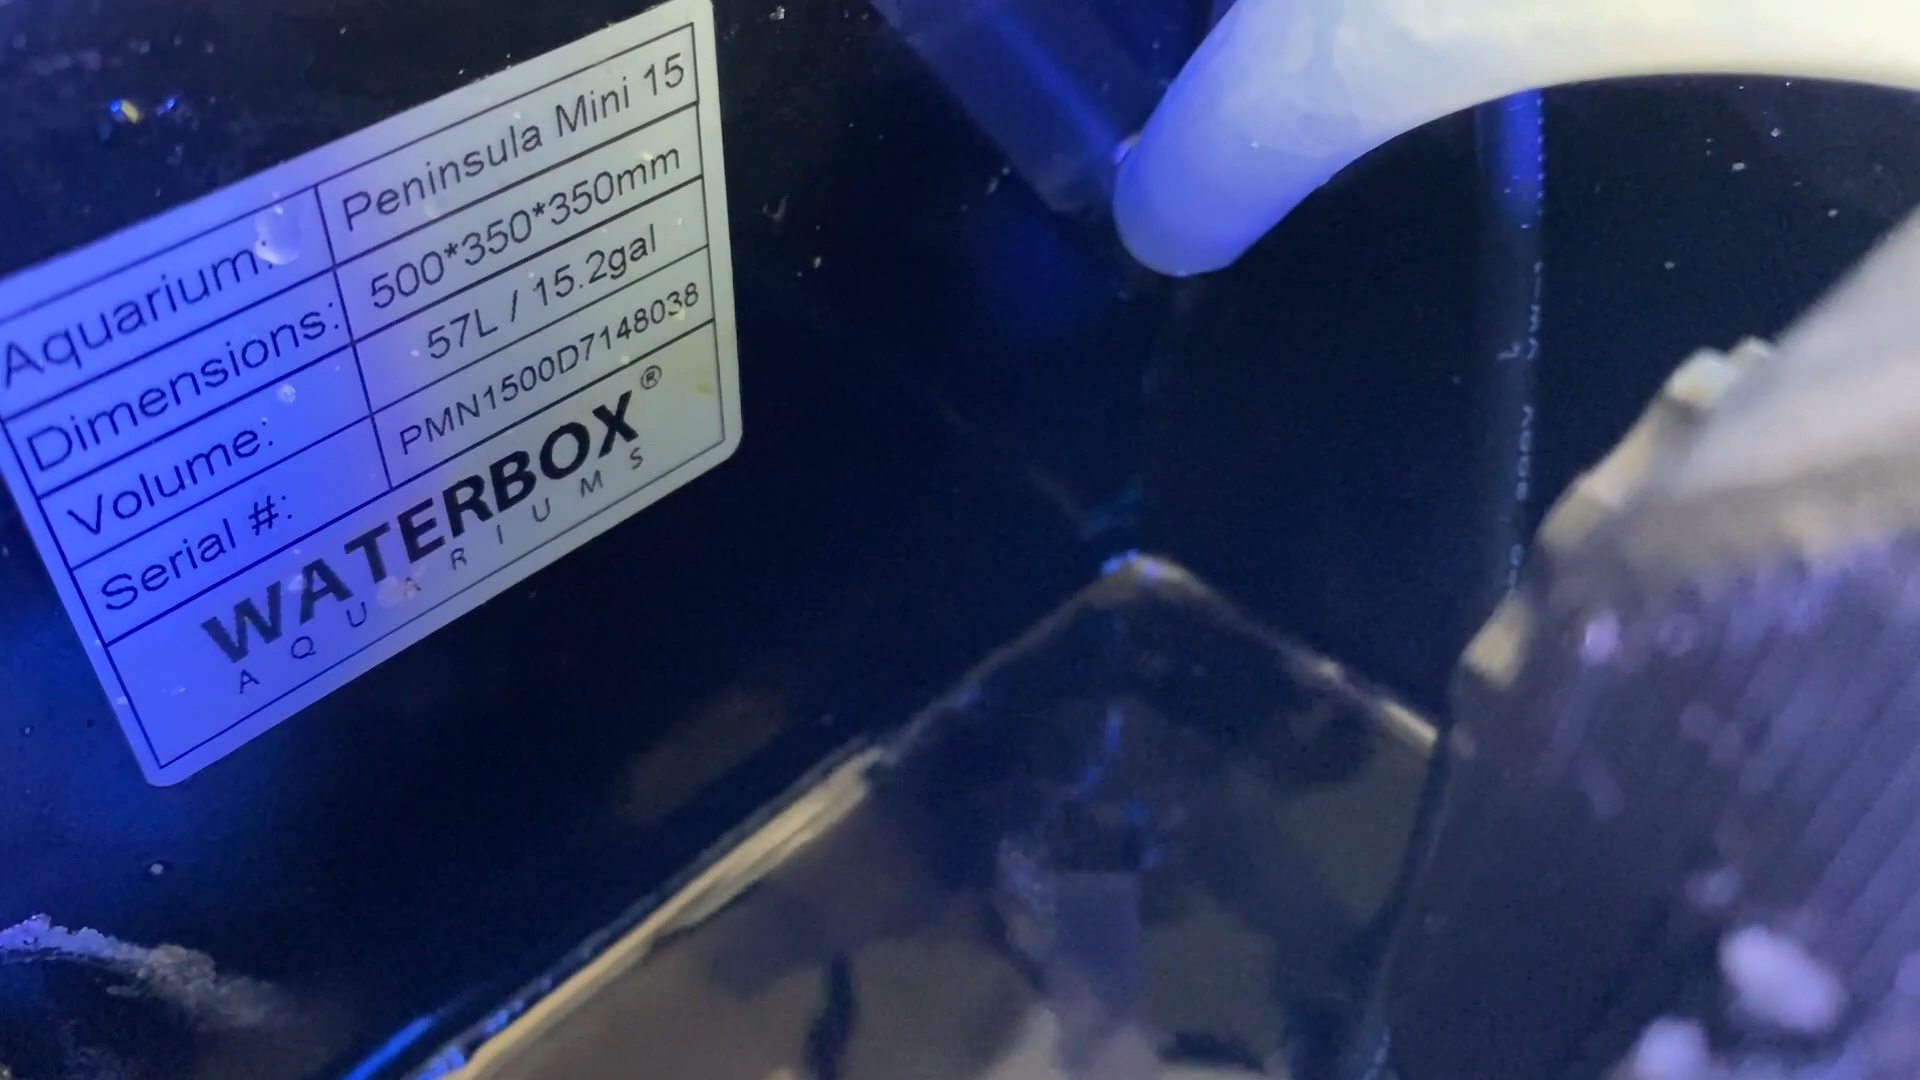 Aquarium: Peninsula Mini 15
Dimensions: 500*350*350mm
Volume: 57L / 15.2gal
Serial #: PMN1500D7148038
WATERBOX®
AQUARIUMS